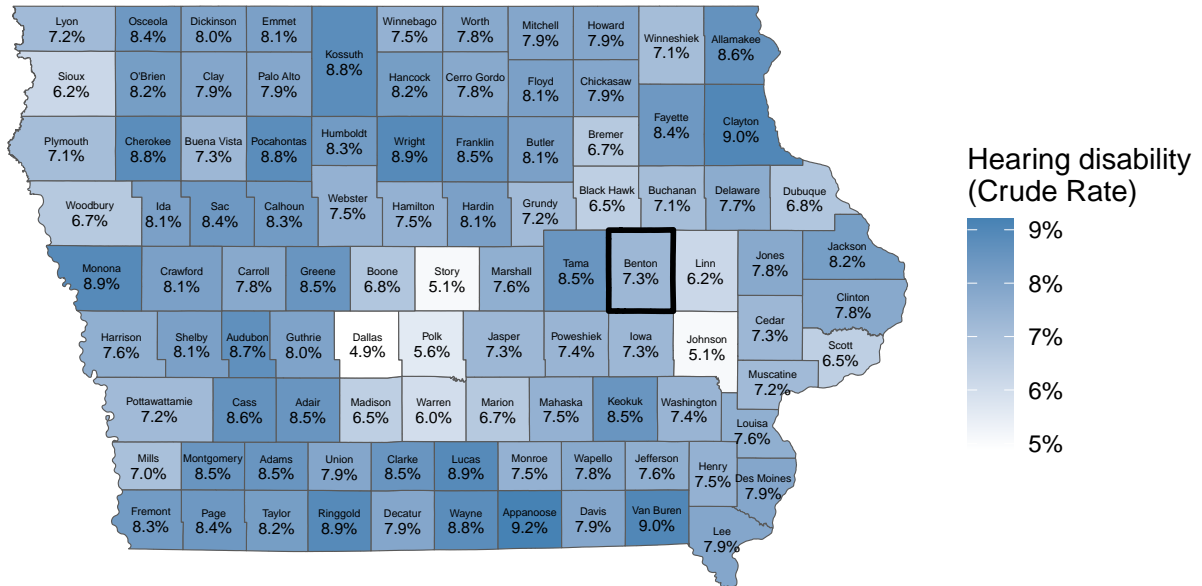 Lyon
7.2%
Osceola
8.4%
Dickinson
8.0%
Emmet
8.1%
Kossuth
8.8%
Winnebago
7.5%
Worth
7.8%
Mitchell
7.9%
Howard
7.9%
Winneshiek
7.1%
Allamakee
8.6%
Sioux
6.2%
O'Brien
8.2%
Clay
7.9%
Palo Alto
7.9%
Hancock
8.2%
Cerro Gordo
7.8%
Floyd
8.1%
Chickasaw
7.9%
Fayette
8.4%
Clayton
9.0%
Plymouth
7.1%
Cherokee
8.8%
Buena Vista
7.3%
Pocahontas
8.8%
Humboldt
8.3%
Wright
8.9%
Franklin
8.5%
Butler
8.1%
Bremer
6.7%
Woodbury
6.7%
Ida
8.1%
Sac
8.4%
Calhoun
8.3%
Webster
7.5%
Hamilton
7.5%
Hardin
8.1%
Grundy
7.2%
Black Hawk
6.5%
Buchanan
7.1%
Delaware
7.7%
Dubuque
6.8%
Monona
8.9%
Crawford
8.1%
Carroll
7.8%
Greene
8.5%
Boone
6.8%
Story
5.1%
Marshall
7.6%
Tama
8.5%
Benton
7.3%
Linn
6.2%
Jones
7.8%
Jackson
8.2%
Clinton
7.8%
Harrison
7.6%
Shelby
8.1%
Audubon
8.7%
Guthrie
8.0%
Dallas
4.9%
Polk
5.6%
Jasper
7.3%
Poweshiek
7.4%
Iowa
7.3%
Johnson
5.1%
Cedar
7.3%
Scott
6.5%
Muscatine
7.2%
Pottawattamie
7.2%
Cass
8.6%
Adair
8.5%
Madison
6.5%
Warren
6.0%
Marion
6.7%
Mahaska
7.5%
Keokuk
8.5%
Washington
7.4%
Louisa
7.6%
Mills
7.0%
Montgomery
8.5%
Adams
8.5%
Union
7.9%
Clarke
8.5%
Lucas
8.9%
Monroe
7.5%
Wapello
7.8%
Jefferson
7.6%
Henry
7.5%
Des Moines
7.9%
Fremont
8.3%
Page
8.4%
Taylor
8.2%
Ringgold
8.9%
Decatur
7.9%
Wayne
8.8%
Appanoose
9.2%
Davis
7.9%
Van Buren
9.0%
Lee
7.9%
Hearing disability
(Crude Rate)
9%
8%
7%
6%
5%